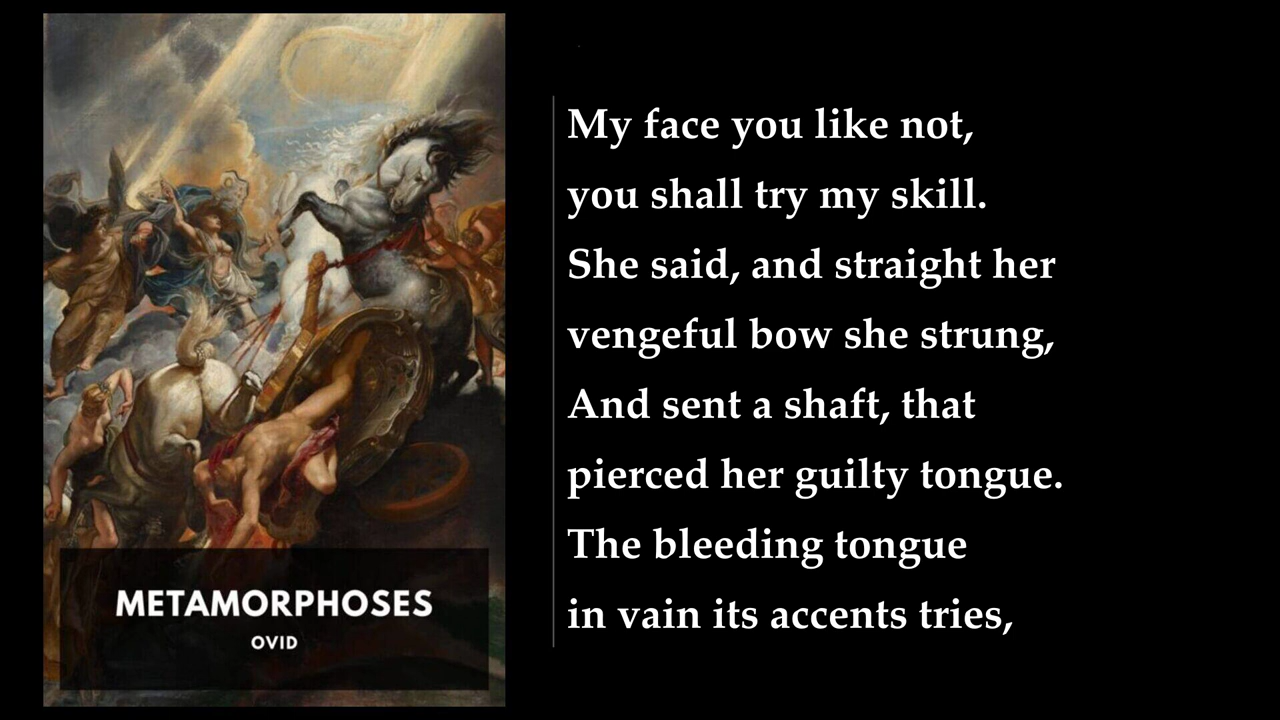 METAMORPHOSES
OVID
My face you like not,
you shall try my skill.
She said, and straight her
vengeful bow she strung,
And sent a shaft, that
pierced her guilty tongue.
The bleeding tongue
in vain its accents tries,